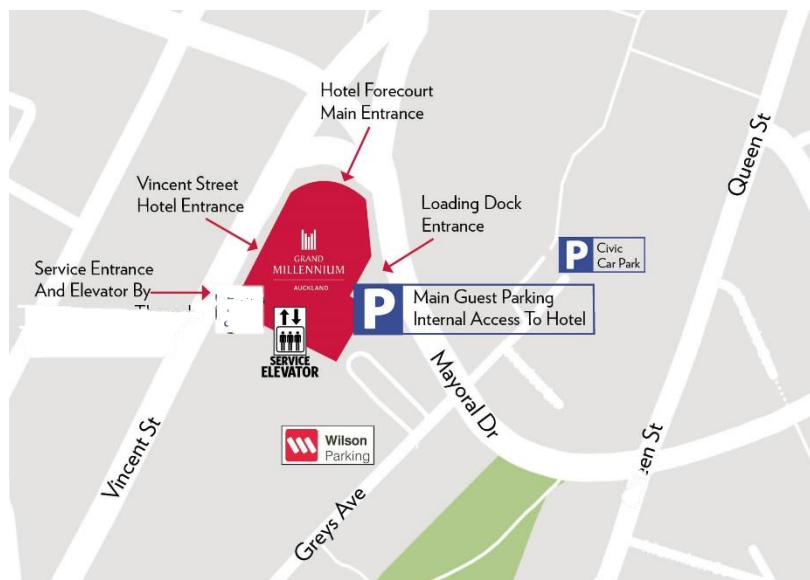 Hotel Forecourt
Main Entrance
Vincent Street
Hotel Entrance
Loading Dock
Entrance
Service Entrance
And Elevator By
GRAND
MILLENNIUM
AUCKLAND
P
Civic
Car Park
P
Main Guest Parking
Internal Access To Hotel
SERVICE
ELEVATOR
Wilson
Parking
Vincent St
Greys Ave
Mayoral Dr
Queen St
een St